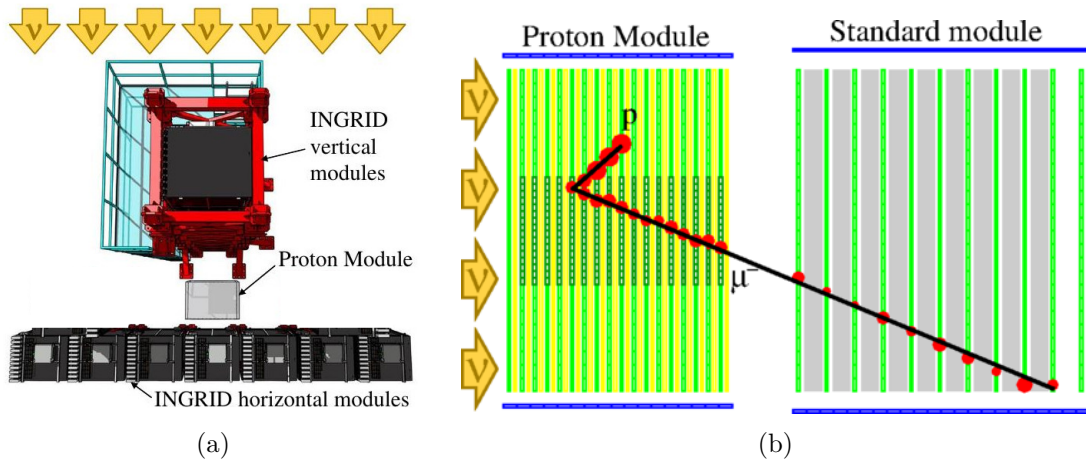 ν ν ν ν ν ν ν
INGRID
vertical
modules
Proton Module
INGRID horizontal modules
(a)
Proton Module
Standard module
ν
ν
ν
ν
p
μ⁻
(b)